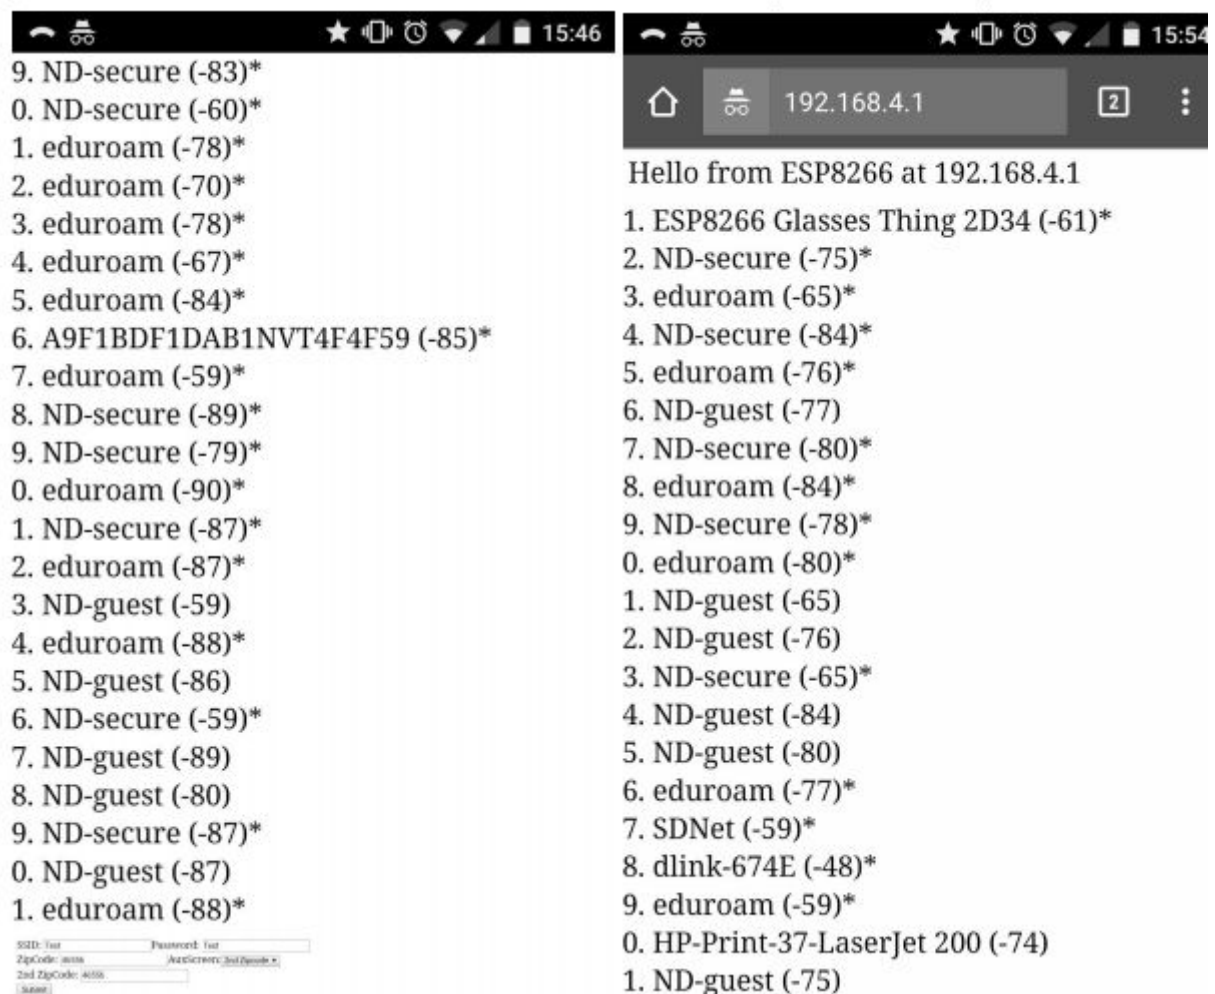 15:46
9. ND-secure (-83)*
0. ND-secure (-60)*
1. eduroam (-78)*
2. eduroam (-70)*
3. eduroam (-78)*
4. eduroam (-67)*
5. eduroam (-84)*
6. A9F1BDF1DAB1NVT4F4F59 (-85)*
7. eduroam (-59)*
8. ND-secure (-89)*
9. ND-secure (-79)*
0. eduroam (-90)*
1. ND-secure (-87)*
2. eduroam (-87)*
3. ND-guest (-59)
4. eduroam (-88)*
5. ND-guest (-86)
6. ND-secure (-59)*
7. ND-guest (-89)
8. ND-guest (-80)
9. ND-secure (-87)*
0. ND-guest (-87)
1. eduroam (-88)*
SSID: Test Password: Test
ZipCode: AuxScreen: 2nd Zipcode
2nd ZipCode: 46556
Submit
15:54
192.168.4.1 2
Hello from ESP8266 at 192.168.4.1
1. ESP8266 Glasses Thing 2D34 (-61)*
2. ND-secure (-75)*
3. eduroam (-65)*
4. ND-secure (-84)*
5. eduroam (-76)*
6. ND-guest (-77)
7. ND-secure (-80)*
8. eduroam (-84)*
9. ND-secure (-78)*
0. eduroam (-80)*
1. ND-guest (-65)
2. ND-guest (-76)
3. ND-secure (-65)*
4. ND-guest (-84)
5. ND-guest (-80)
6. eduroam (-77)*
7. SDNet (-59)*
8. dlink-674E (-48)*
9. eduroam (-59)*
0. HP-Print-37-LaserJet 200 (-74)
1. ND-guest (-75)